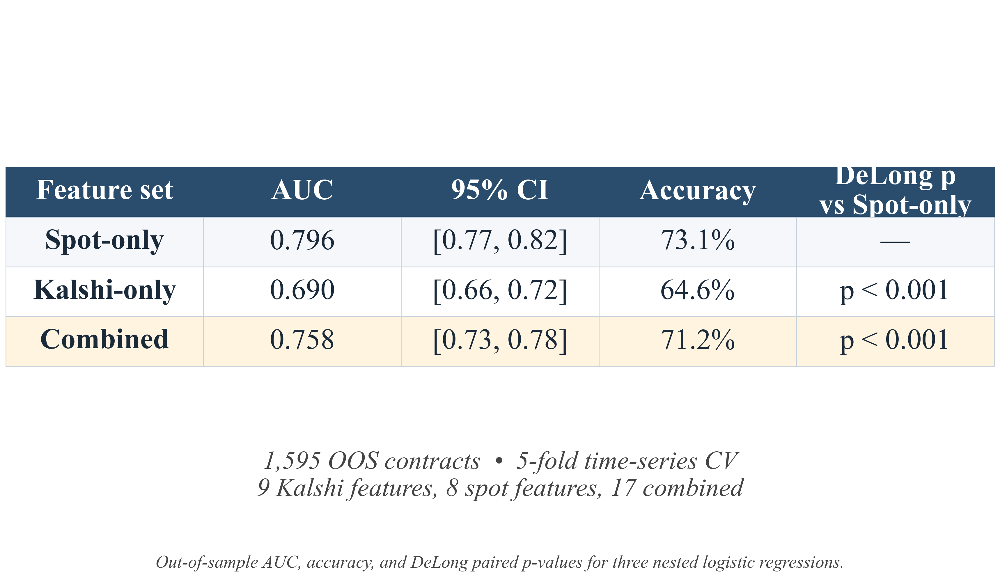 Feature set AUC 95% CI Accuracy DeLong p vs Spot-only
Spot-only 0.796 [0.77, 0.82] 73.1% —
Kalshi-only 0.690 [0.66, 0.72] 64.6% p < 0.001
Combined 0.758 [0.73, 0.78] 71.2% p < 0.001
1,595 OOS contracts • 5-fold time-series CV
9 Kalshi features, 8 spot features, 17 combined
Out-of-sample AUC, accuracy, and DeLong paired p-values for three nested logistic regressions.